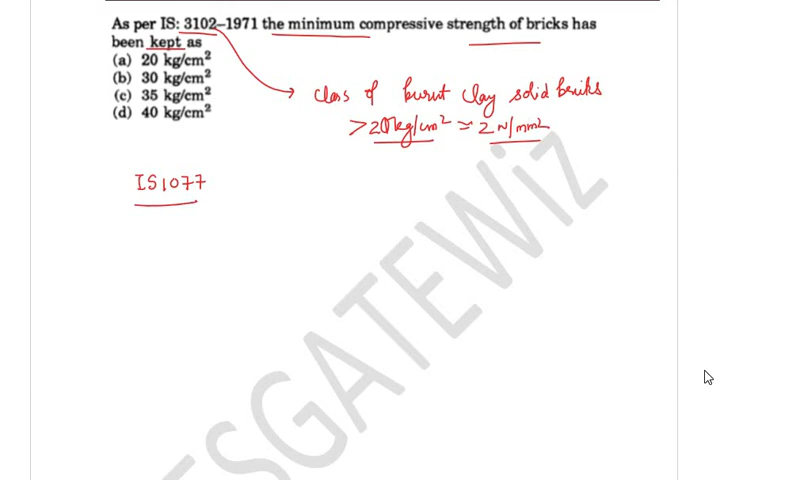 As per IS: 3102–1971 the minimum compressive strength of bricks has
been kept as
(a) 20 kg/cm²
(b) 30 kg/cm²
(c) 35 kg/cm²
(d) 40 kg/cm²
class of burnt clay solid bricks
>20kg/cm² ≈ 2 N/mm2
IS1077
ESGATEWiz